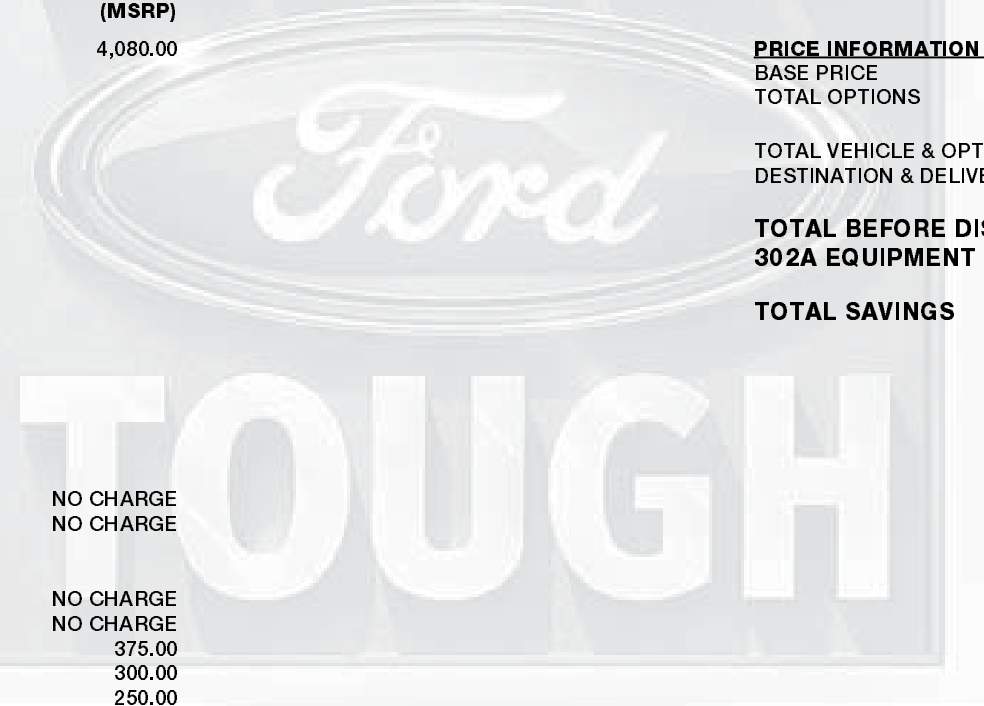 (MSRP)
4,080.00
NO CHARGE
NO CHARGE
NO CHARGE
NO CHARGE
375.00
300.00
250.00
PRICE INFORMATION
BASE PRICE
TOTAL OPTIONS
TOTAL VEHICLE & OPT
DESTINATION & DELIVE
TOTAL BEFORE DIS
302A EQUIPMENT
TOTAL SAVINGS
Ford
TOUGH